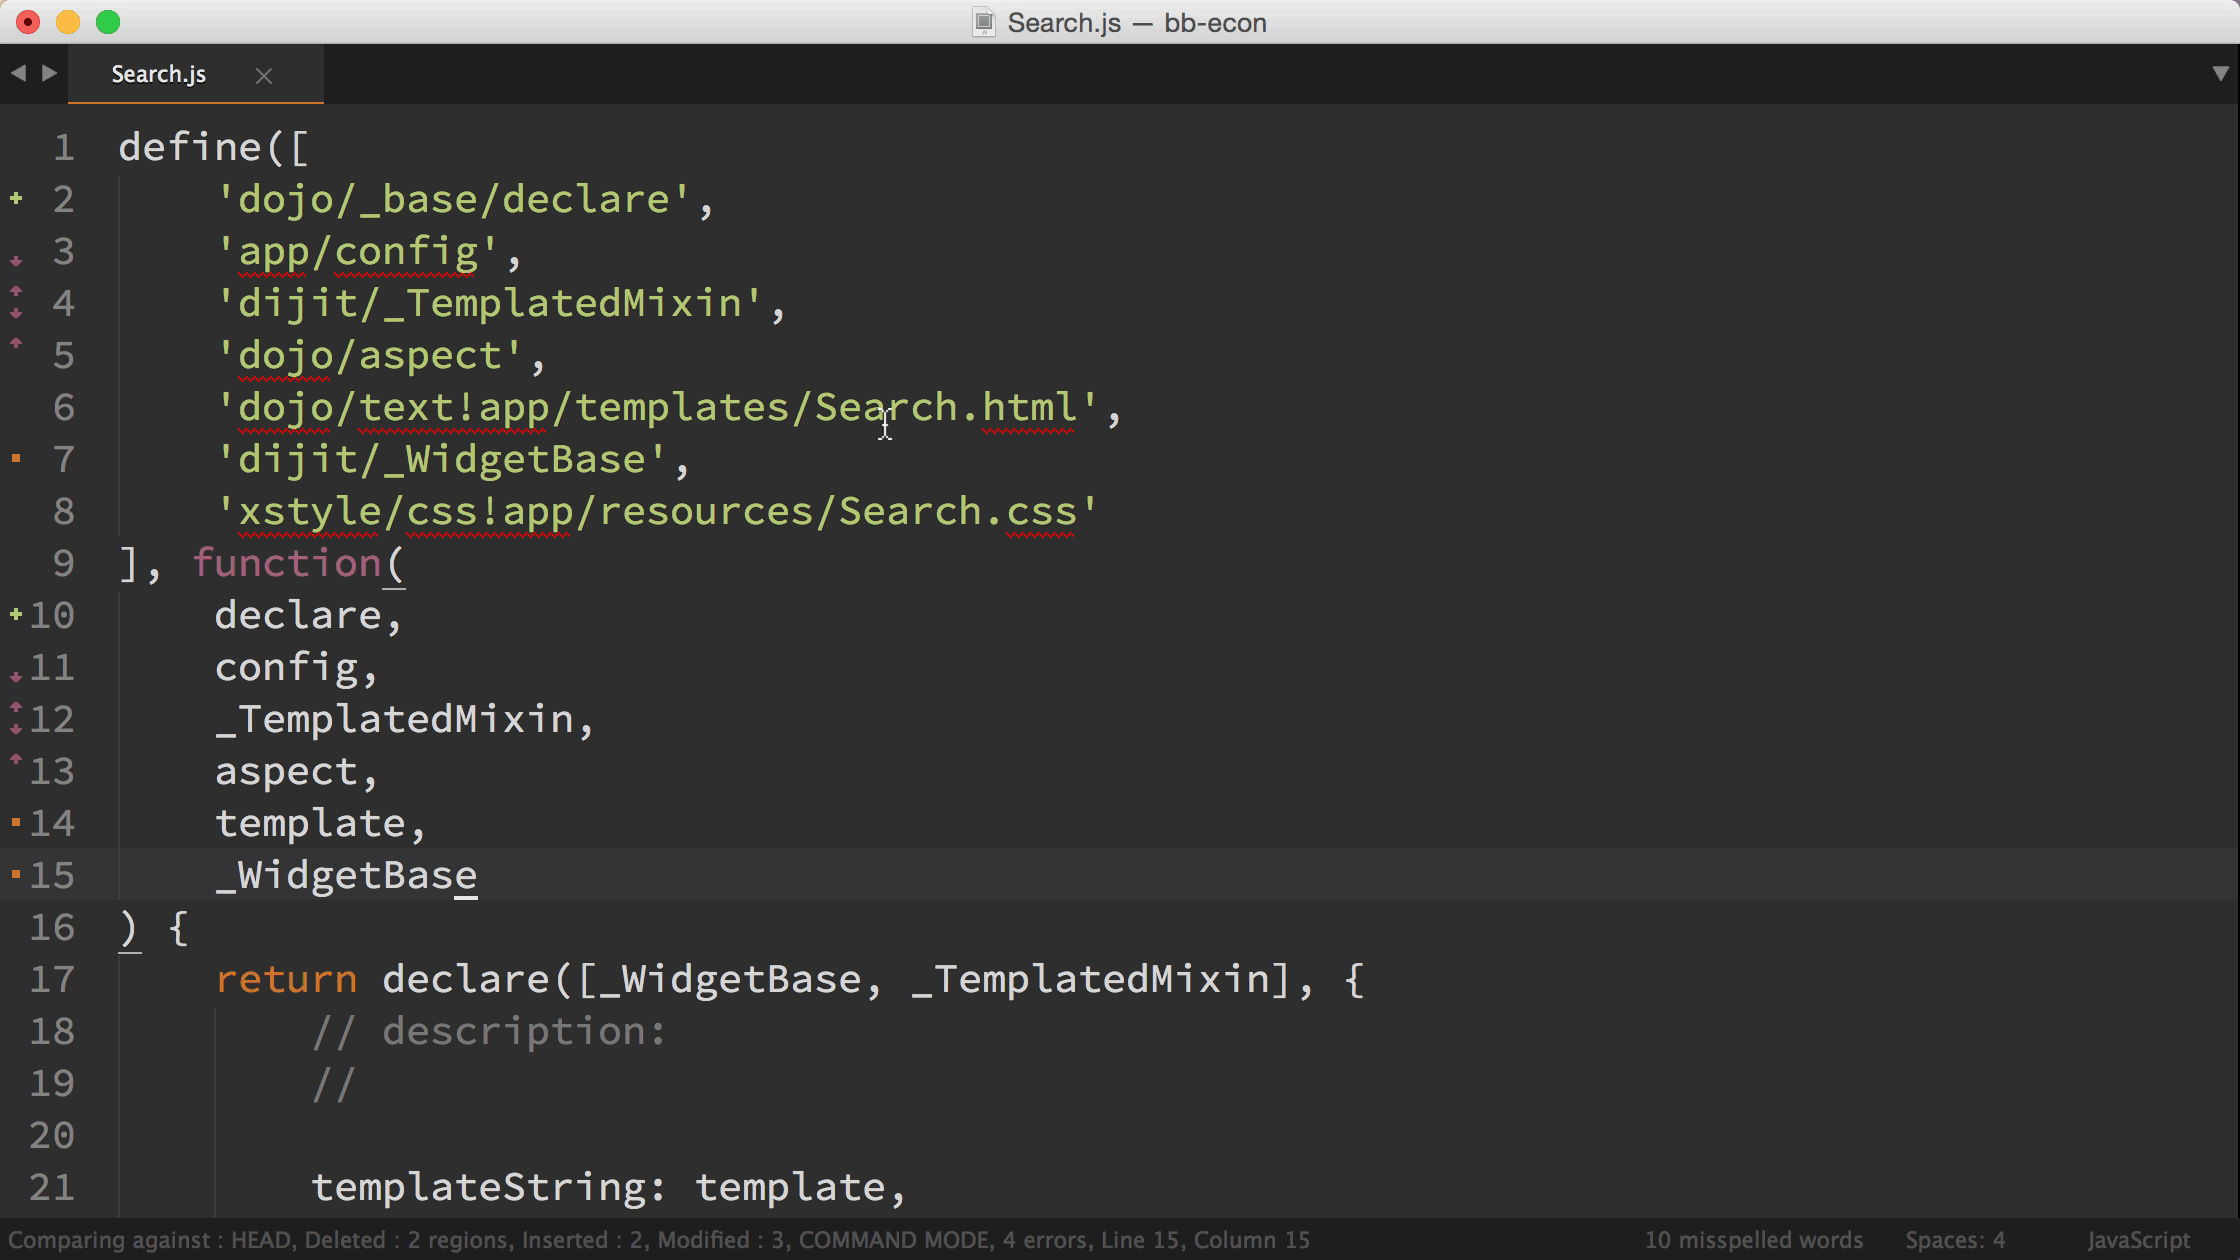 Search.js — bb-econ
Search.js
1 define([
2 'dojo/_base/declare',
3 'app/config',
4 'dijit/_TemplatedMixin',
5 'dojo/aspect',
6 'dojo/text!app/templates/Search.html',
7 'dijit/_WidgetBase',
8 'xstyle/css!app/resources/Search.css'
9 ], function(
10 declare,
11 config,
12 _TemplatedMixin,
13 aspect,
14 template,
15 _WidgetBase
16 ) {
17 return declare([_WidgetBase, _TemplatedMixin], {
18 // description:
19 //
20
21 templateString: template,
Comparing against : HEAD, Deleted : 2 regions, Inserted : 2, Modified : 3, COMMAND MODE, 4 errors, Line 15, Column 15 10 misspelled words Spaces: 4 JavaScript